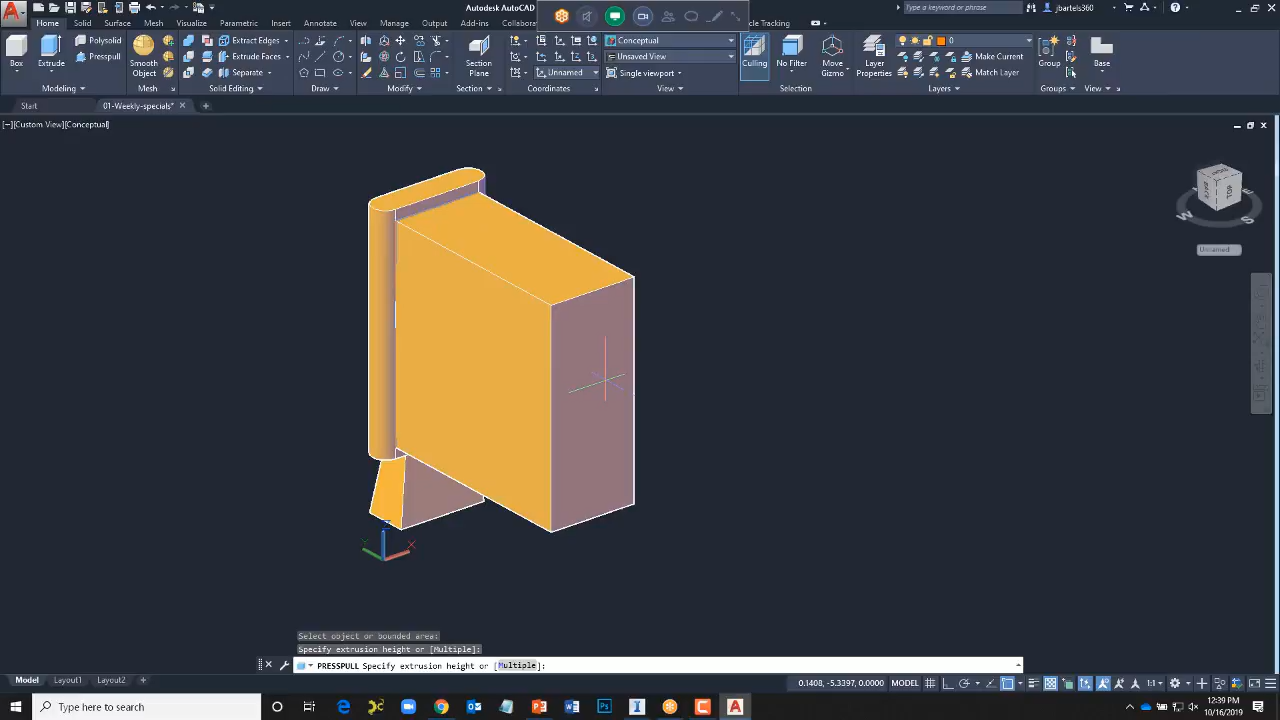 Autodesk AutoCAD
Type a keyword or phrase
jbartels360
Home Solid Surface Mesh Visualize Parametric Insert Annotate View Manage Output Add-ins
Box
Extrude
Polysolid
Presspull
Modeling
Smooth
Object
Mesh
Extract Edges
Extrude Faces
Separate
Solid Editing
Draw
Modify
Section
Plane
Section
Unnamed
Coordinates
Conceptual
Unsaved View
Single viewport
View
Culling
No Filter
Move
Gizmo
Selection
Layer
Properties
0
Make Current
Match Layer
Layers
Group
Groups
Base
View
Start 01-Weekly-specials*
[−][Custom View][Conceptual]
W S
Unnamed
X
Select object or bounded area:
Specify extrusion height or [Multiple]:
PRESSPULL Specify extrusion height or [Multiple]:
Model Layout1 Layout2
0.1408, -5.3397, 0.0000 MODEL 1:1
Type here to search
12:39 PM
10/16/2019